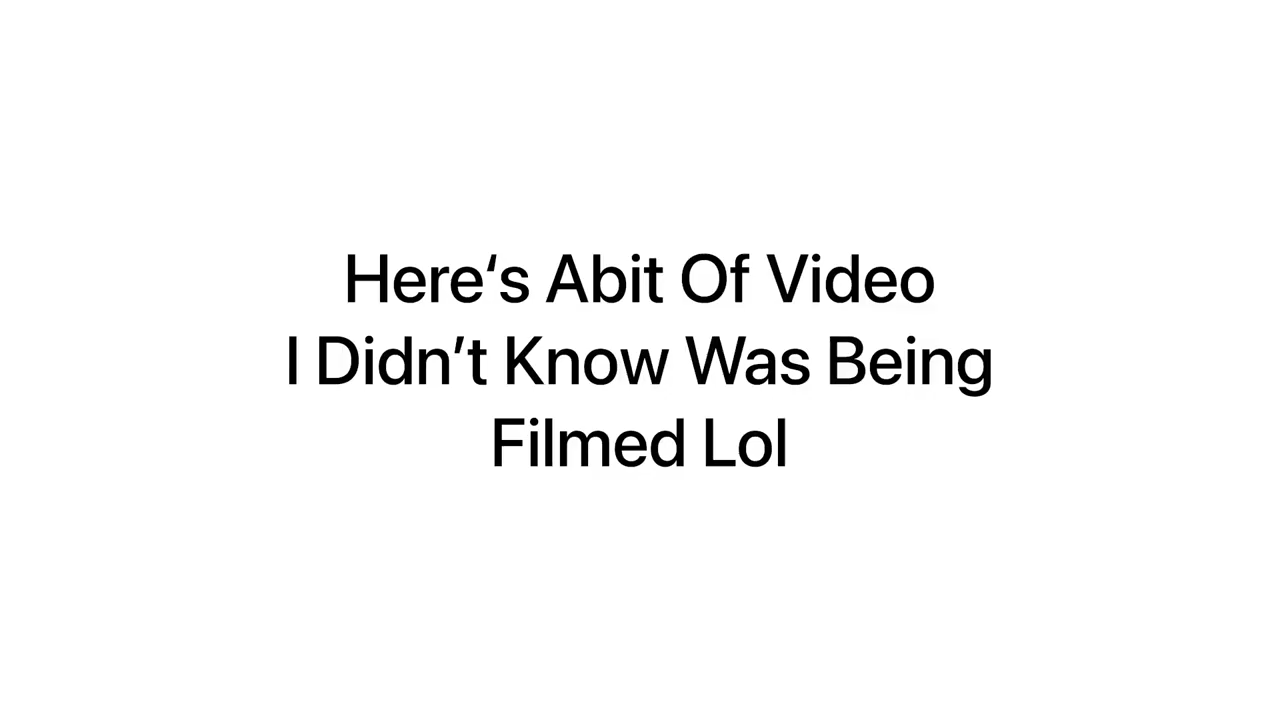 Here‘s Abit Of Video
I Didn’t Know Was Being
Filmed Lol